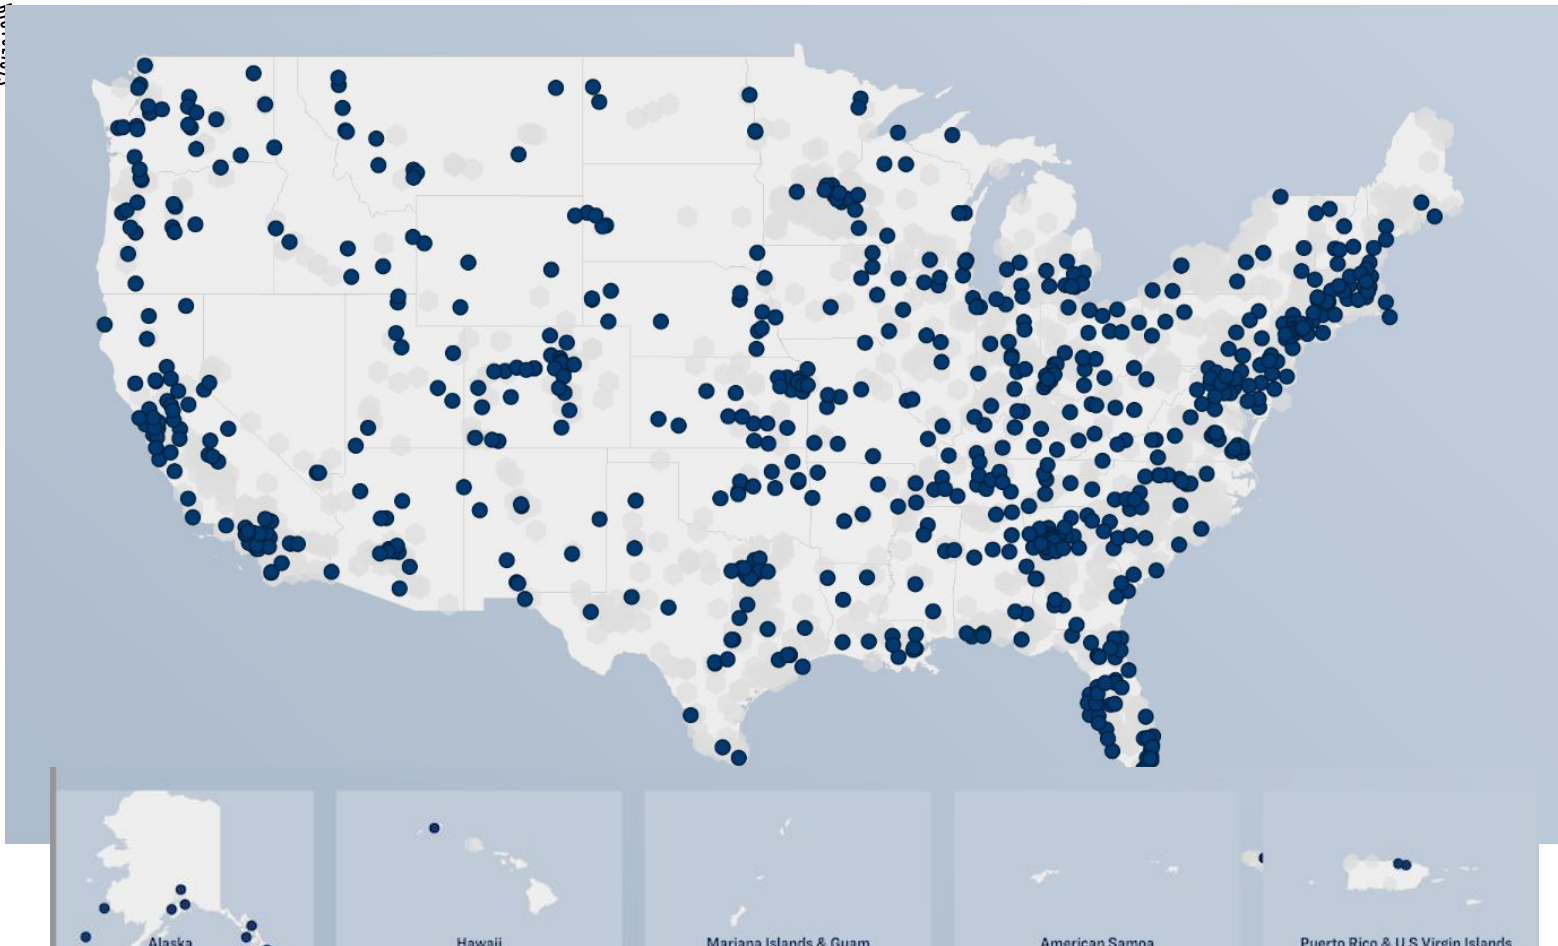 Alaska
Hawaii
Mariana Islands & Guam
American Samoa
Puerto Rico & U.S Virgin Islands